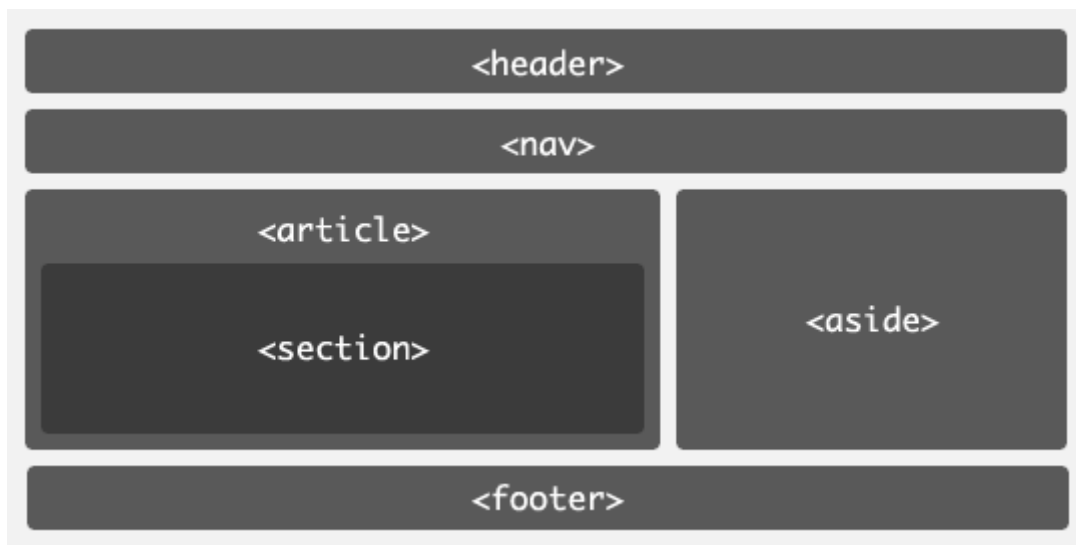 <header>
<nav>
<article>
<section>
<aside>
<footer>